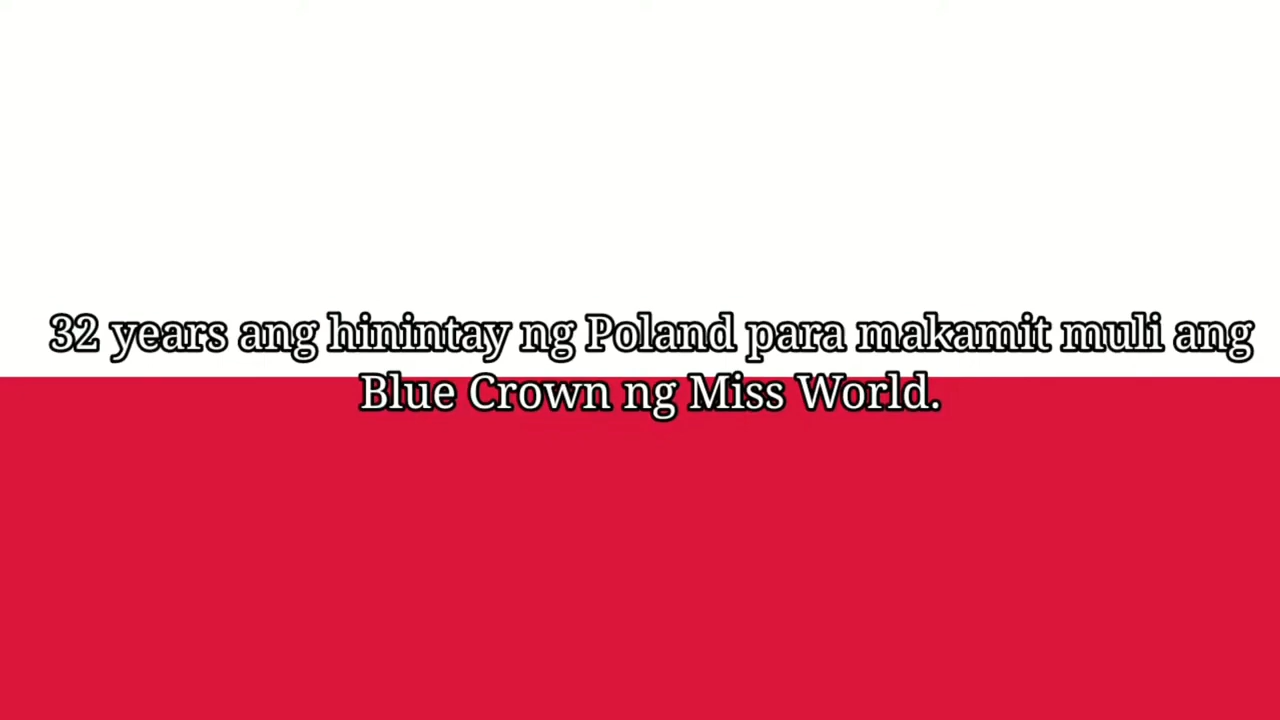 32 years ang hinintay ng Poland para makamit muli ang
Blue Crown ng Miss World.